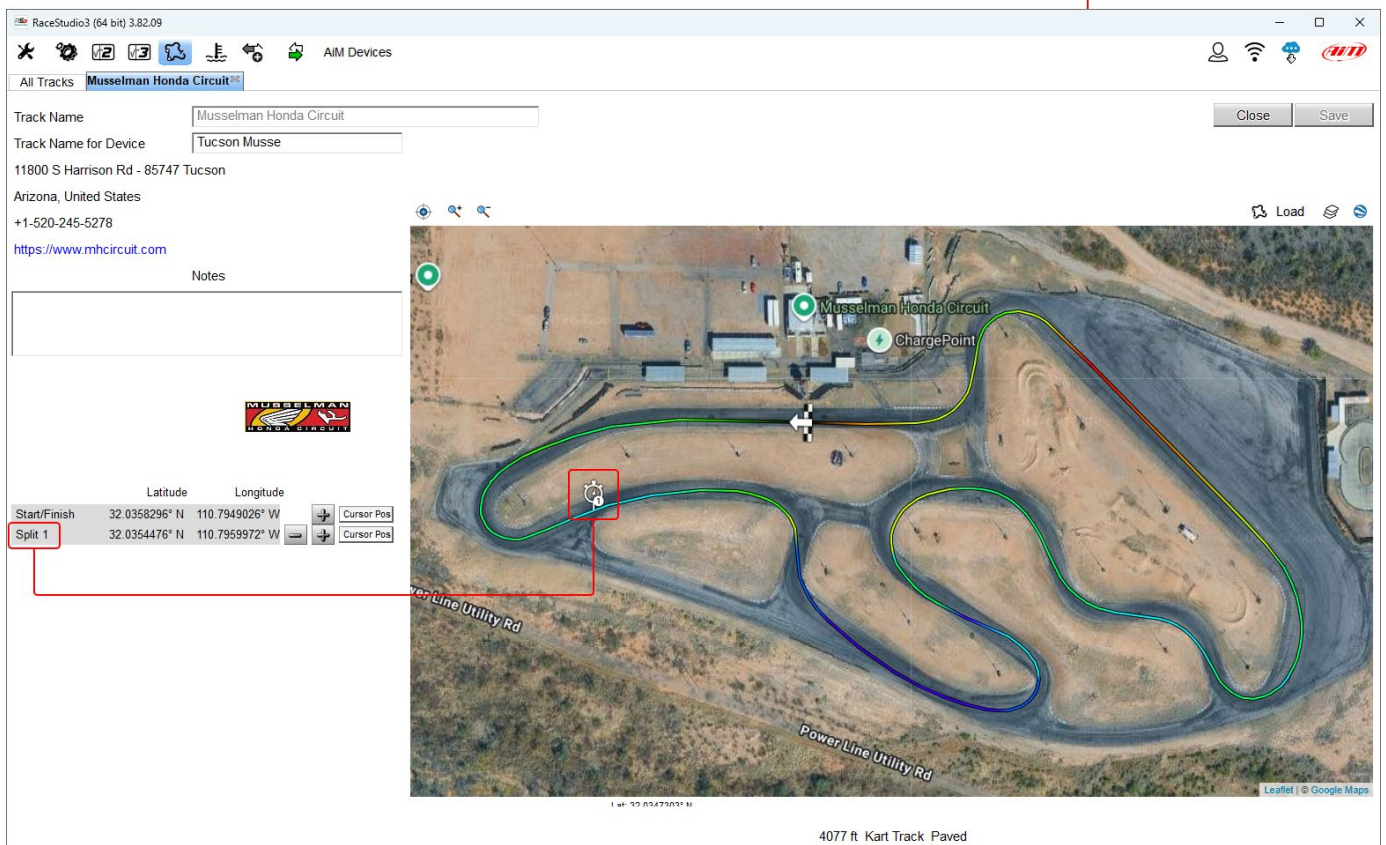 RaceStudio3 (64 bit) 3.82.09
AiM Devices
All Tracks Musselman Honda Circuit
Track Name Musselman Honda Circuit
Close Save
Track Name for Device Tucson Musse
11800 S Harrison Rd - 85747 Tucson
Arizona, United States
+1-520-245-5278
Load
https://www.mhcircuit.com
Notes
Musselman Honda Circuit
ChargePoint
MUSSELMAN
HONDA CIRCUIT
Latitude Longitude
Start/Finish 32.0358296° N 110.7949026° W Cursor Pos
Split 1 32.0354476° N 110.7959972° W Cursor Pos
1
Power Line Utility Rd
Power Line Utility Rd
Leaflet | © Google Maps
Lat: 32.0347303° N
4077 ft Kart Track Paved